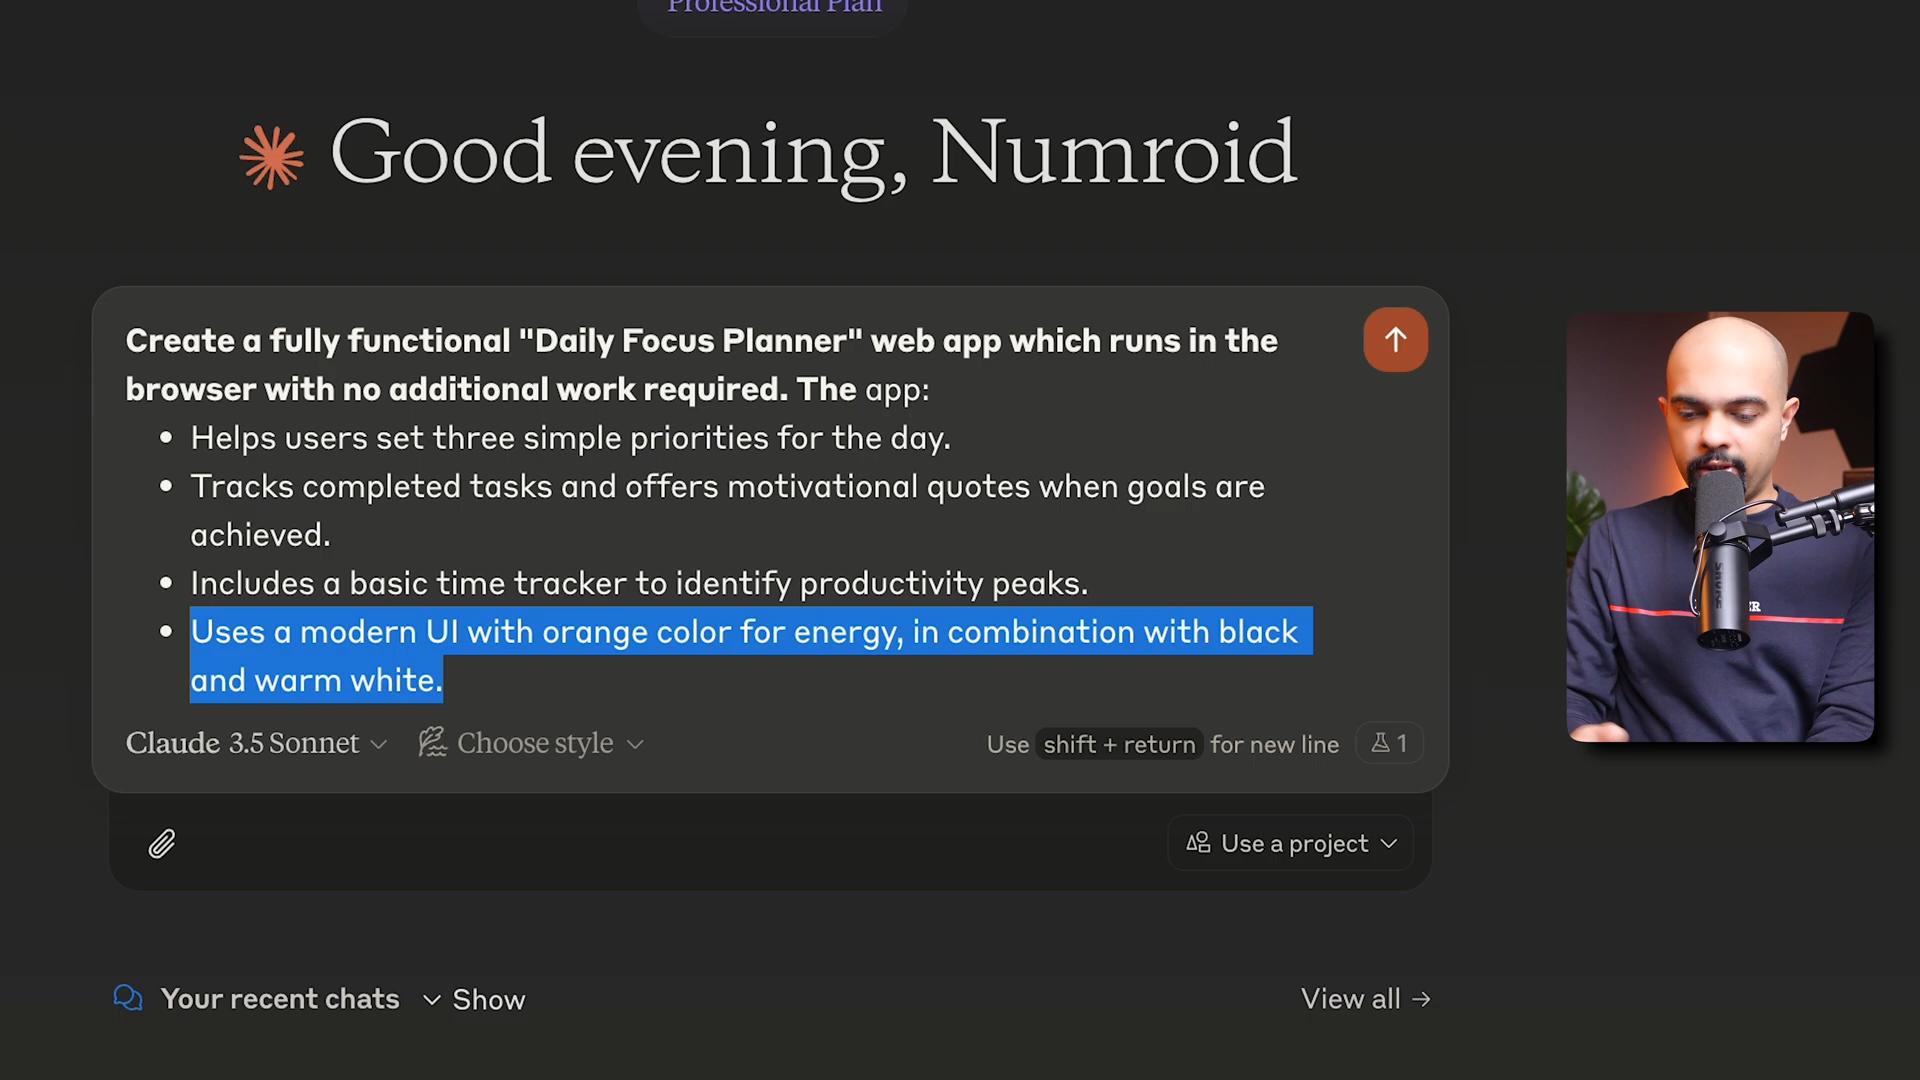 Professional Plan
Good evening, Numroid
Create a fully functional "Daily Focus Planner" web app which runs in the
browser with no additional work required. The app:
• Helps users set three simple priorities for the day.
• Tracks completed tasks and offers motivational quotes when goals are
achieved.
• Includes a basic time tracker to identify productivity peaks.
• Uses a modern UI with orange color for energy, in combination with black
and warm white.
Claude 3.5 Sonnet
Choose style
Use shift + return for new line
1
Use a project
Your recent chats
Show
View all →